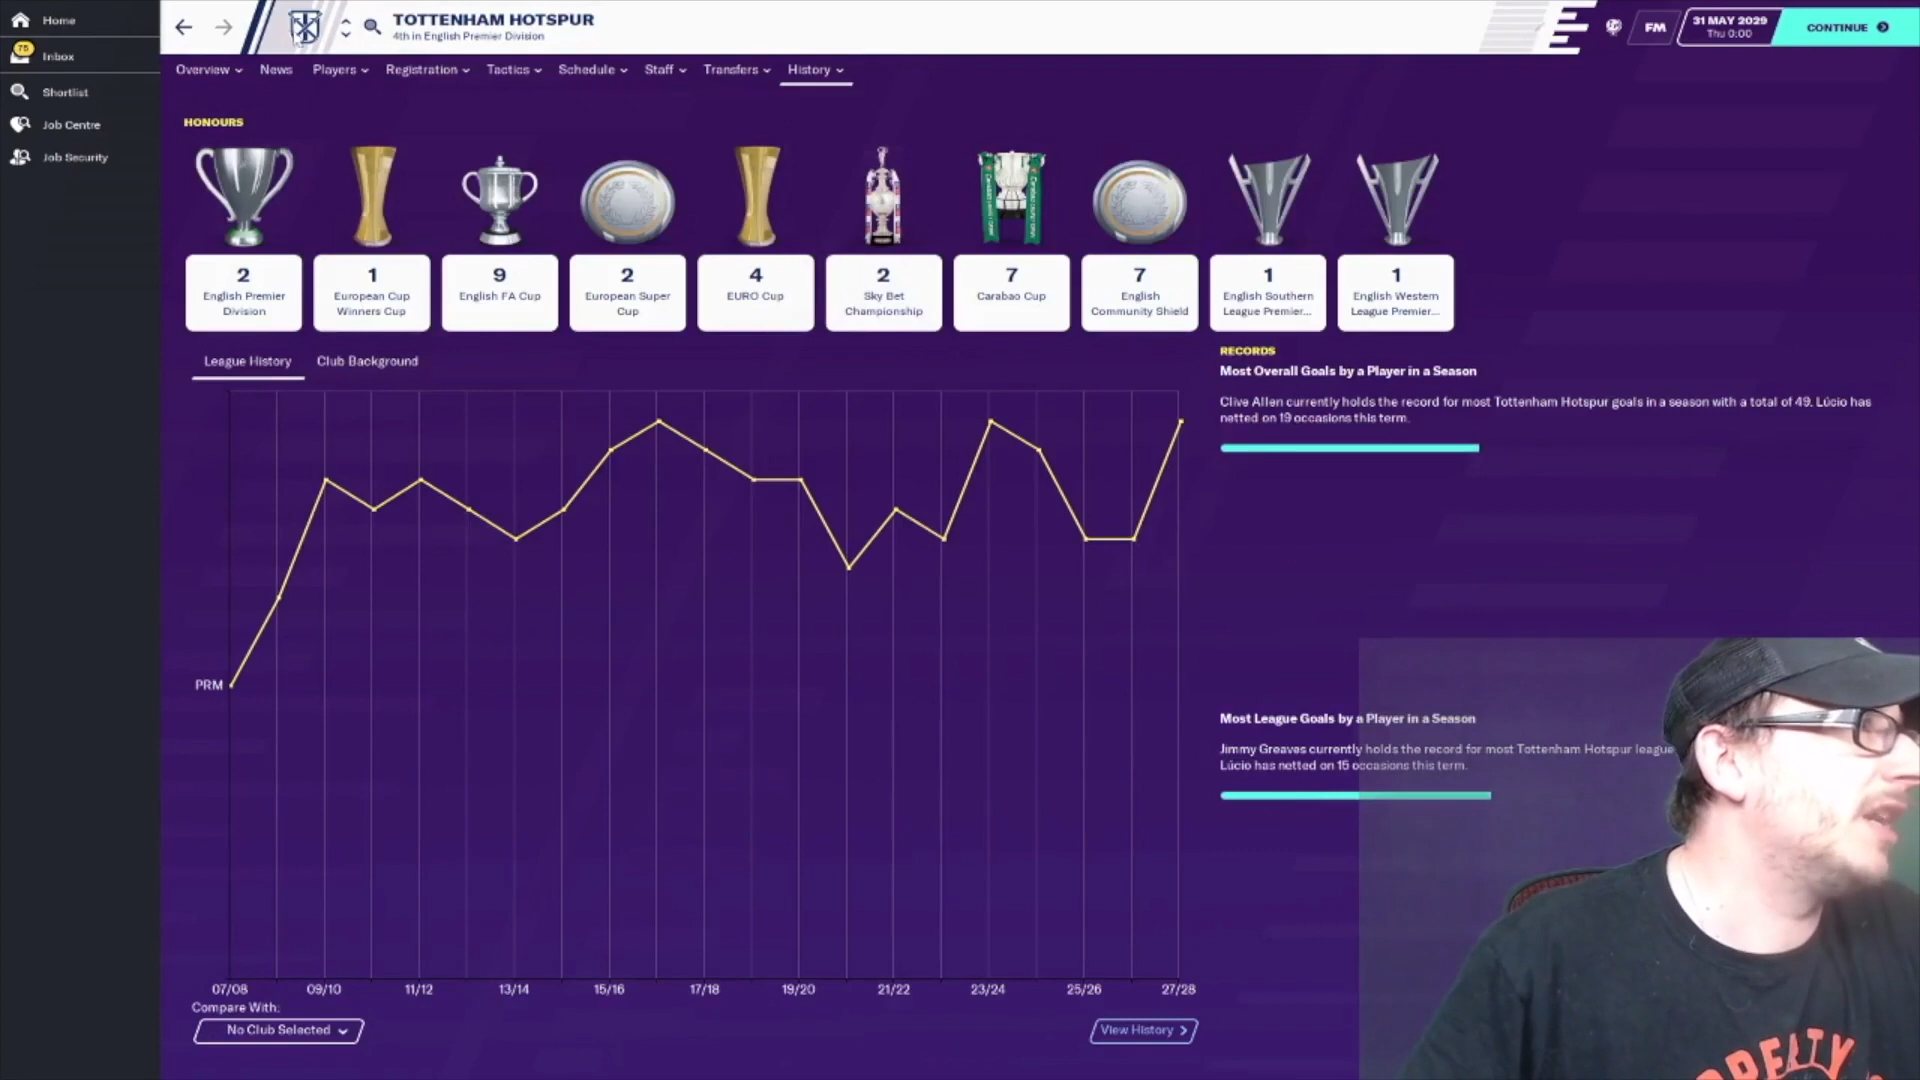 Home
75
Inbox
Shortlist
Job Centre
Job Security
TOTTENHAM HOTSPUR
4th in English Premier Division
FM
31 MAY 2029
Thu 0:00
CONTINUE
Overview
News
Players
Registration
Tactics
Schedule
Staff
Transfers
History
HONOURS
2
English Premier
Division
1
European Cup
Winners Cup
9
English FA Cup
2
European Super
Cup
4
EURO Cup
2
Sky Bet
Championship
7
Carabao Cup
7
English
Community Shield
1
English Southern
League Premier...
1
English Western
League Premier...
League History
Club Background
RECORDS
Most Overall Goals by a Player in a Season
Clive Allen currently holds the record for most Tottenham Hotspur goals in a season with a total of 49. Lúcio has
netted on 19 occasions this term.
PRM
Most League Goals by a Player in a Season
Jimmy Greaves currently holds the record for most Tottenham Hotspur league
Lúcio has netted on 15 occasions this term.
07/08
09/10
11/12
13/14
15/16
17/18
19/20
21/22
23/24
25/26
27/28
Compare With:
No Club Selected
View History